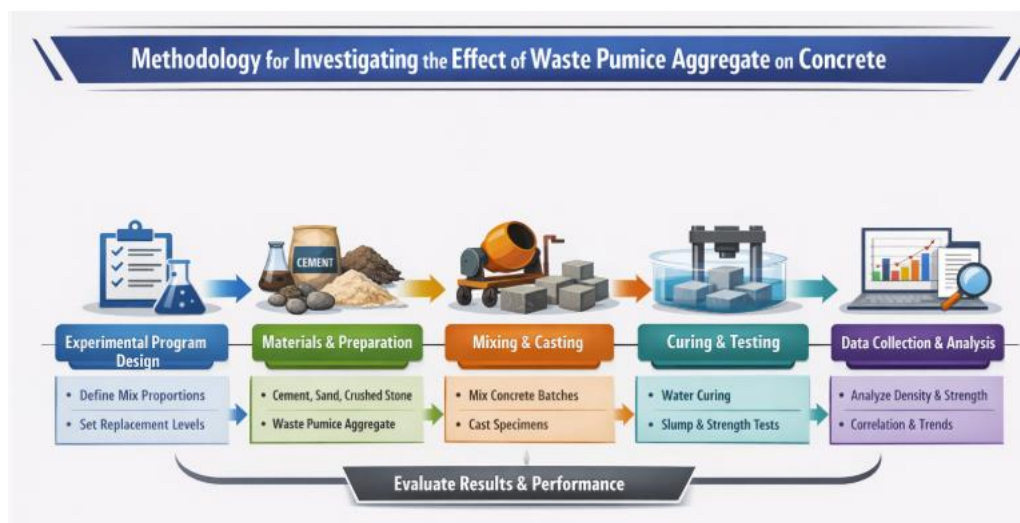 Methodology for Investigating the Effect of Waste Pumice Aggregate on Concrete
CEMENT
Experimental Program
Design
• Define Mix Proportions
• Set Replacement Levels
Materials & Preparation
• Cement, Sand, Crushed Stone
• Waste Pumice Aggregate
Mixing & Casting
• Mix Concrete Batches
• Cast Specimens
Curing & Testing
• Water Curing
• Slump & Strength Tests
Data Collection & Analysis
• Analyze Density & Strength
• Correlation & Trends
Evaluate Results & Performance